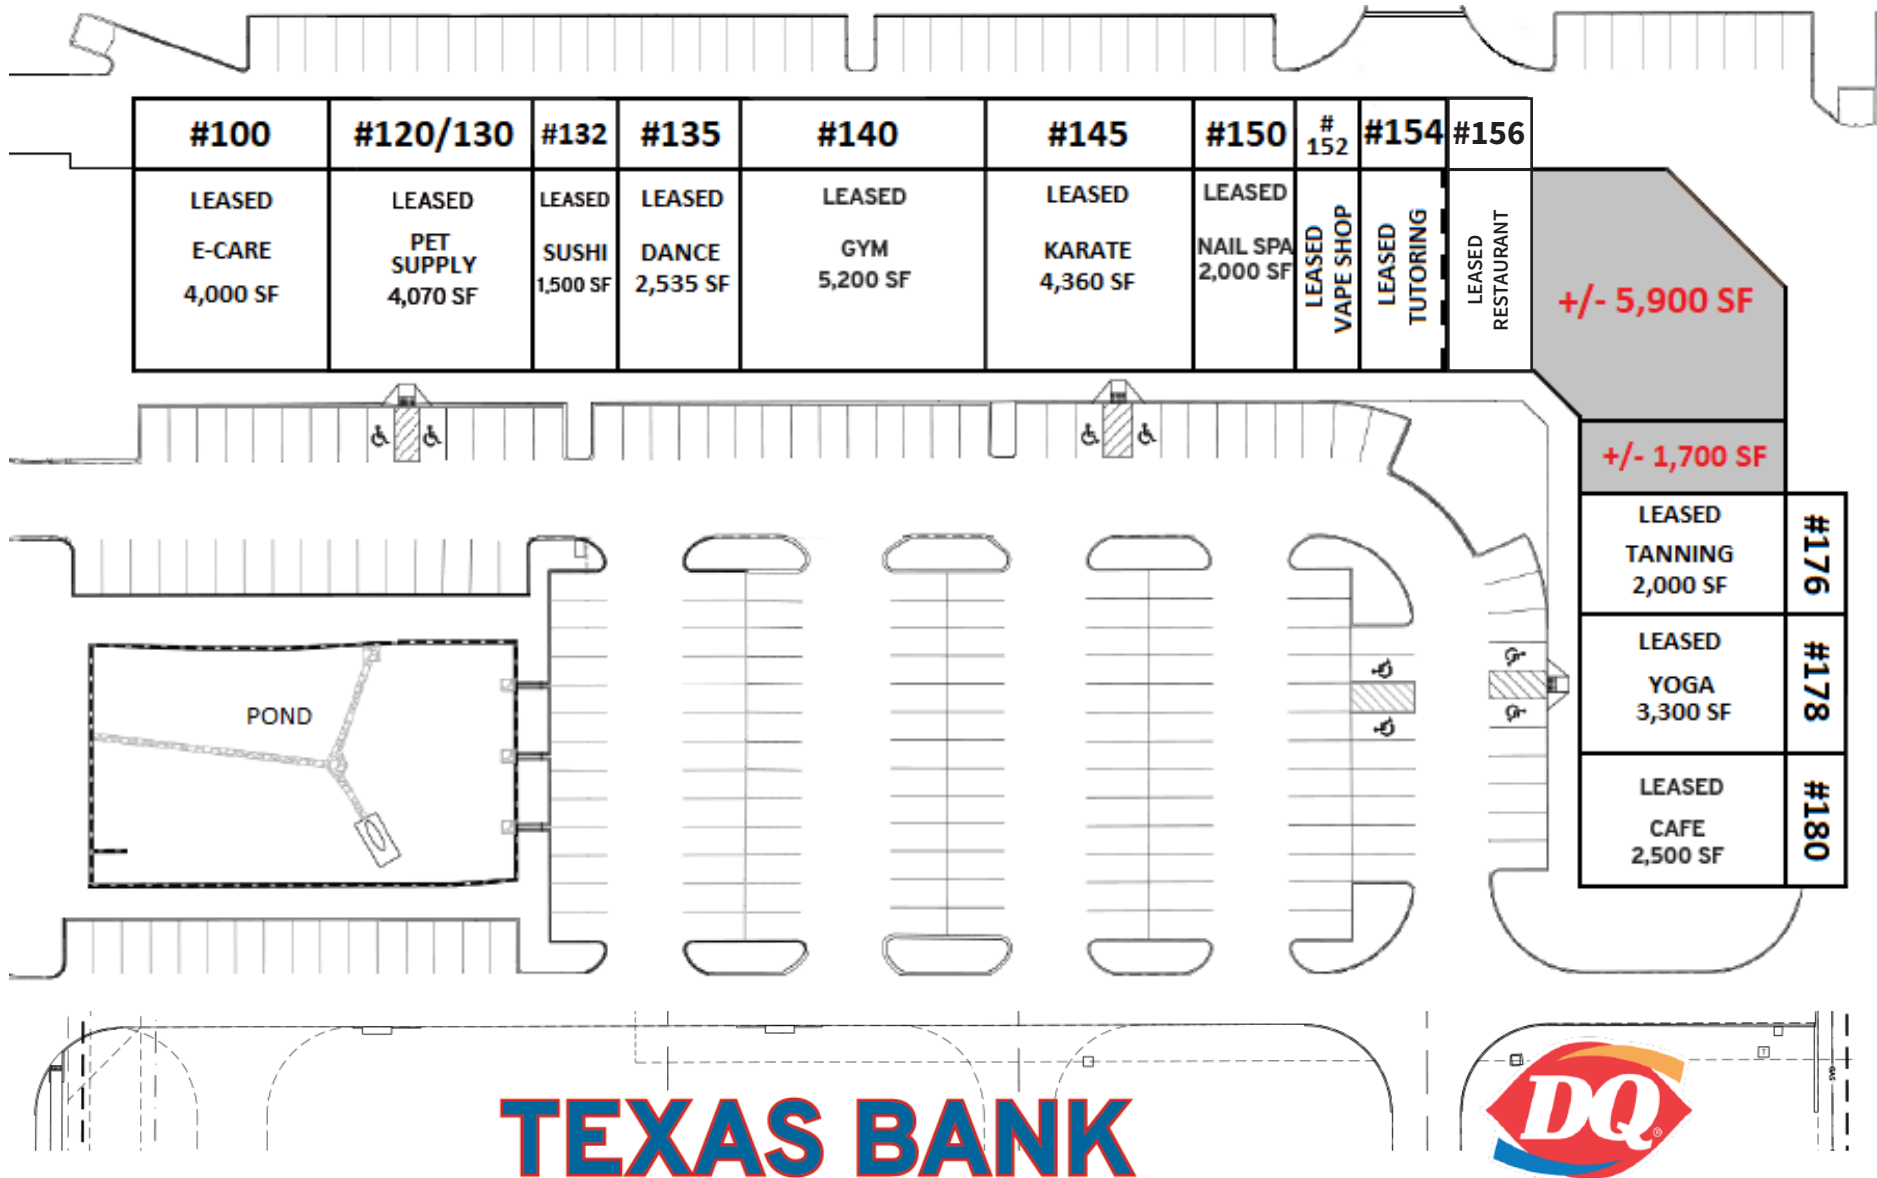 #100
#120/130
#132
#135
#140
#145
#150
#
152
#154
#156
LEASED
E-CARE
4,000 SF
LEASED
PET
SUPPLY
4,070 SF
LEASED
SUSHI
1,500 SF
LEASED
DANCE
2,535 SF
LEASED
GYM
5,200 SF
LEASED
KARATE
4,360 SF
LEASED
NAIL SPA
2,000 SF
LEASED
VAPE SHOP
LEASED
TUTORING
LEASED
RESTAURANT
+/- 5,900 SF
+/- 1,700 SF
LEASED
TANNING
2,000 SF
#176
LEASED
YOGA
3,300 SF
#178
LEASED
CAFE
2,500 SF
#180
POND
TEXAS BANK
DQ®
T